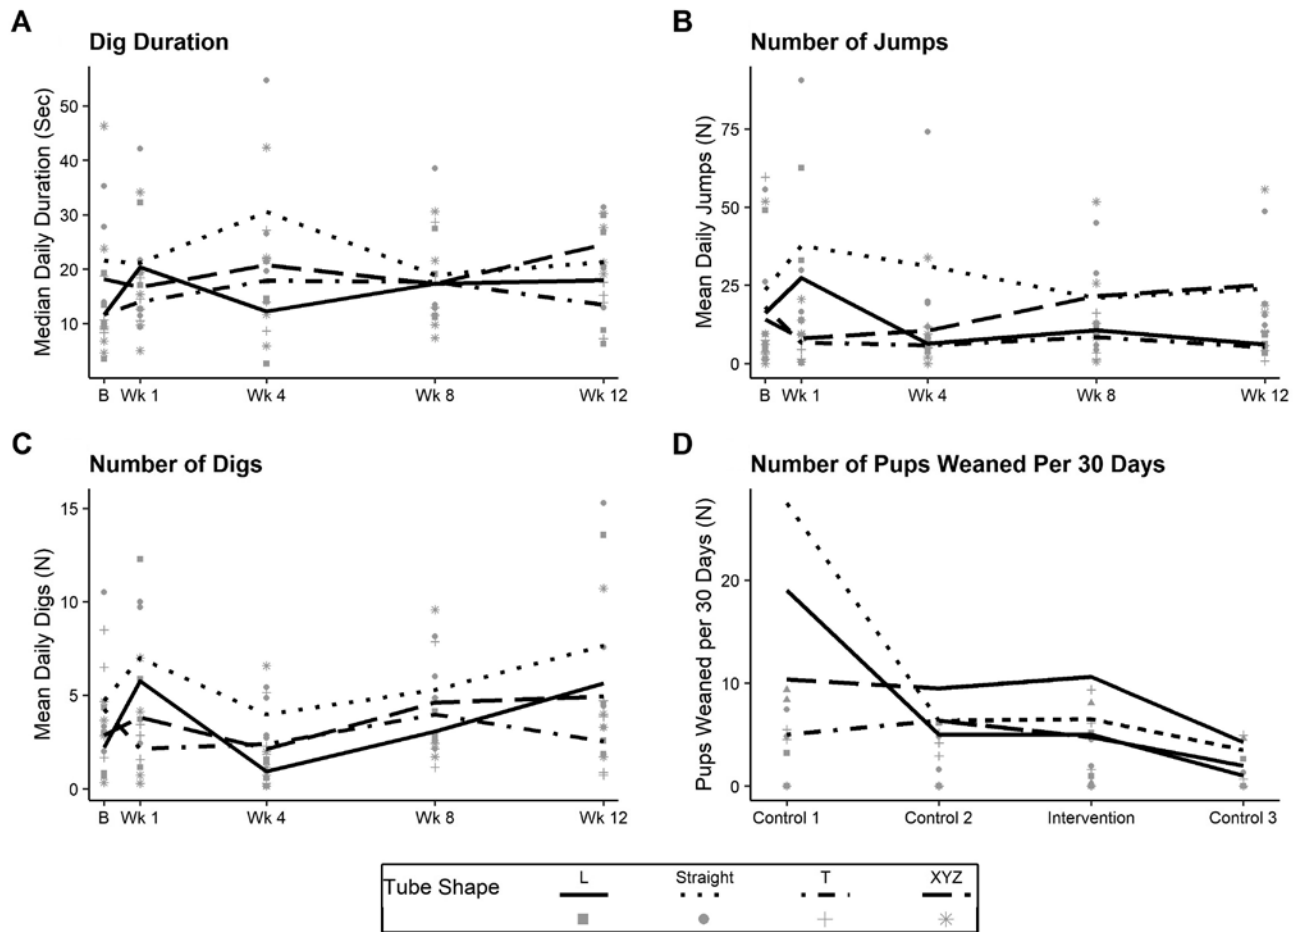 A
Dig Duration
Median Daily Duration (Sec)
50
40
30
20
10
B Wk 1 Wk 4 Wk 8 Wk 12
B
Number of Jumps
Mean Daily Jumps (N)
75
50
25
0
B Wk 1 Wk 4 Wk 8 Wk 12
C
Number of Digs
Mean Daily Digs (N)
15
10
5
0
B Wk 1 Wk 4 Wk 8 Wk 12
D
Number of Pups Weaned Per 30 Days
Pups Weaned per 30 Days (N)
20
10
0
Control 1 Control 2 Intervention Control 3
Tube Shape L Straight T XYZ